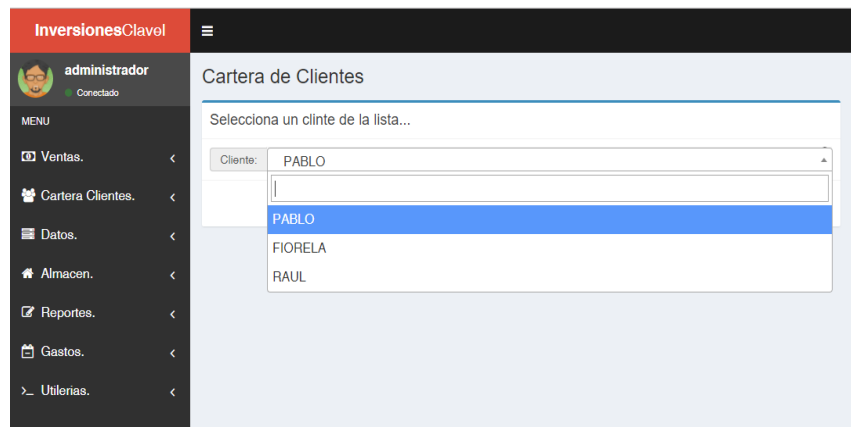 InversionesClavel
administrador
Conectado
MENU
Ventas.
Cartera Clientes.
Datos.
Almacen.
Reportes.
Gastos.
Utilerias.
Cartera de Clientes
Selecciona un clinte de la lista...
Cliente: PABLO
PABLO
FIORELA
RAUL